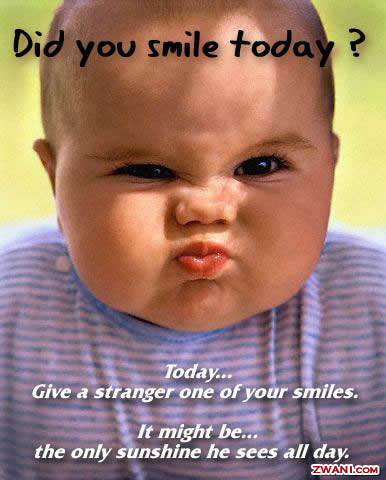 Did you smile today ?
Today...
Give a stranger one of your smiles.
It might be...
the only sunshine he sees all day.
ZWANI.COM